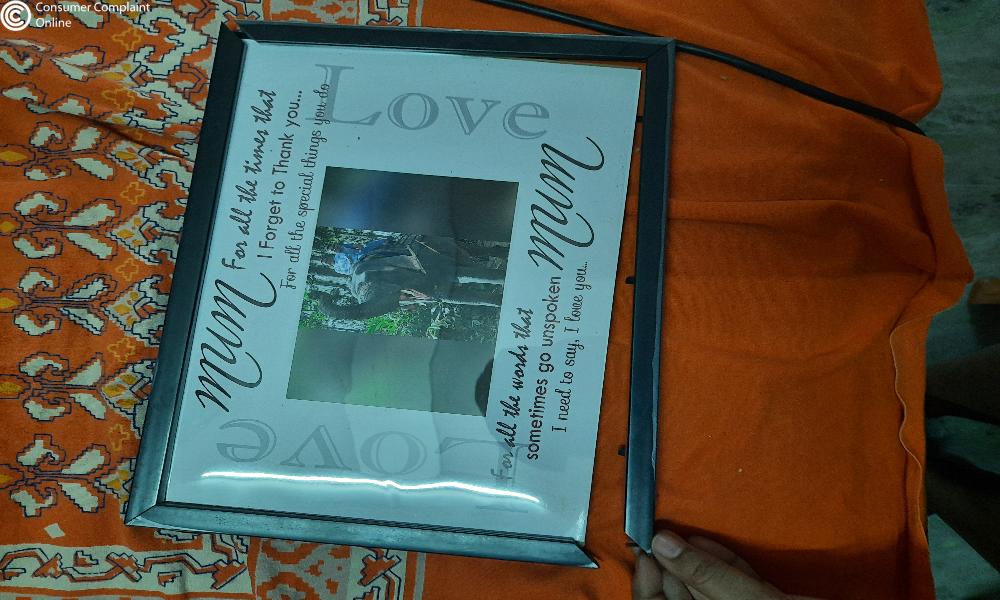 Consumer Complaint
Online
Love
Mum
For all the times that
I Forget to Thank you...
For all the special things you do
Mum
For all the words that
sometimes go unspoken
I need to say, I love you...
Love